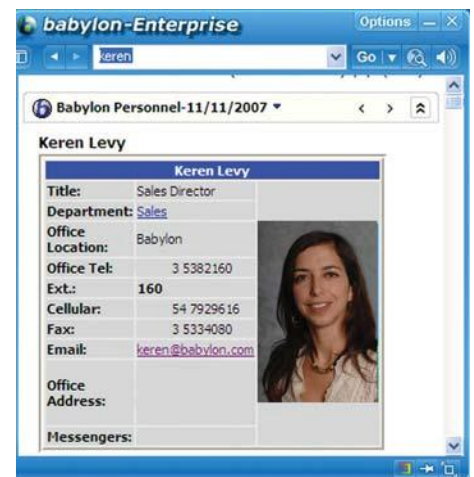 babylon-Enterprise
Options
keren
Go
Babylon Personnel-11/11/2007
Keren Levy
Keren Levy
Title: Sales Director
Department: Sales
Office Location: Babylon
Office Tel: 3 5382160
Ext.: 160
Cellular: 54 7929616
Fax: 3 5334080
Email: keren@babylon.com
Office Address:
Messengers: